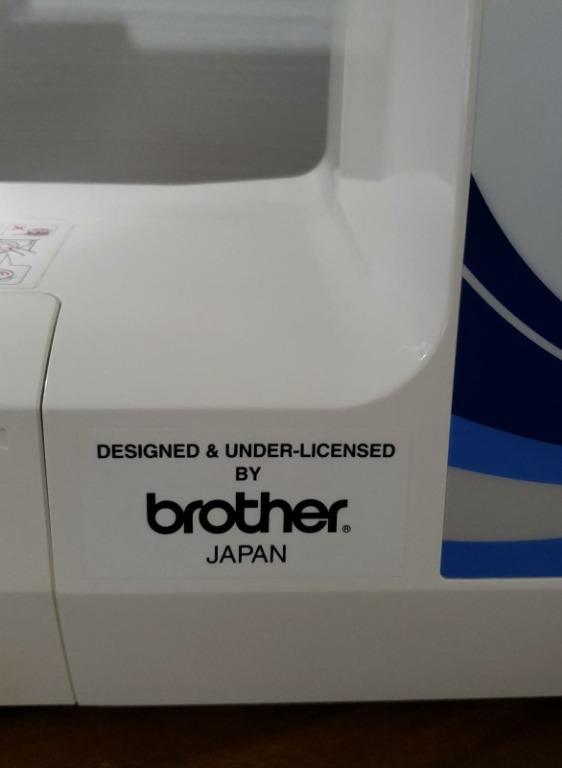 DESIGNED & UNDER-LICENSED
BY
brother®
JAPAN